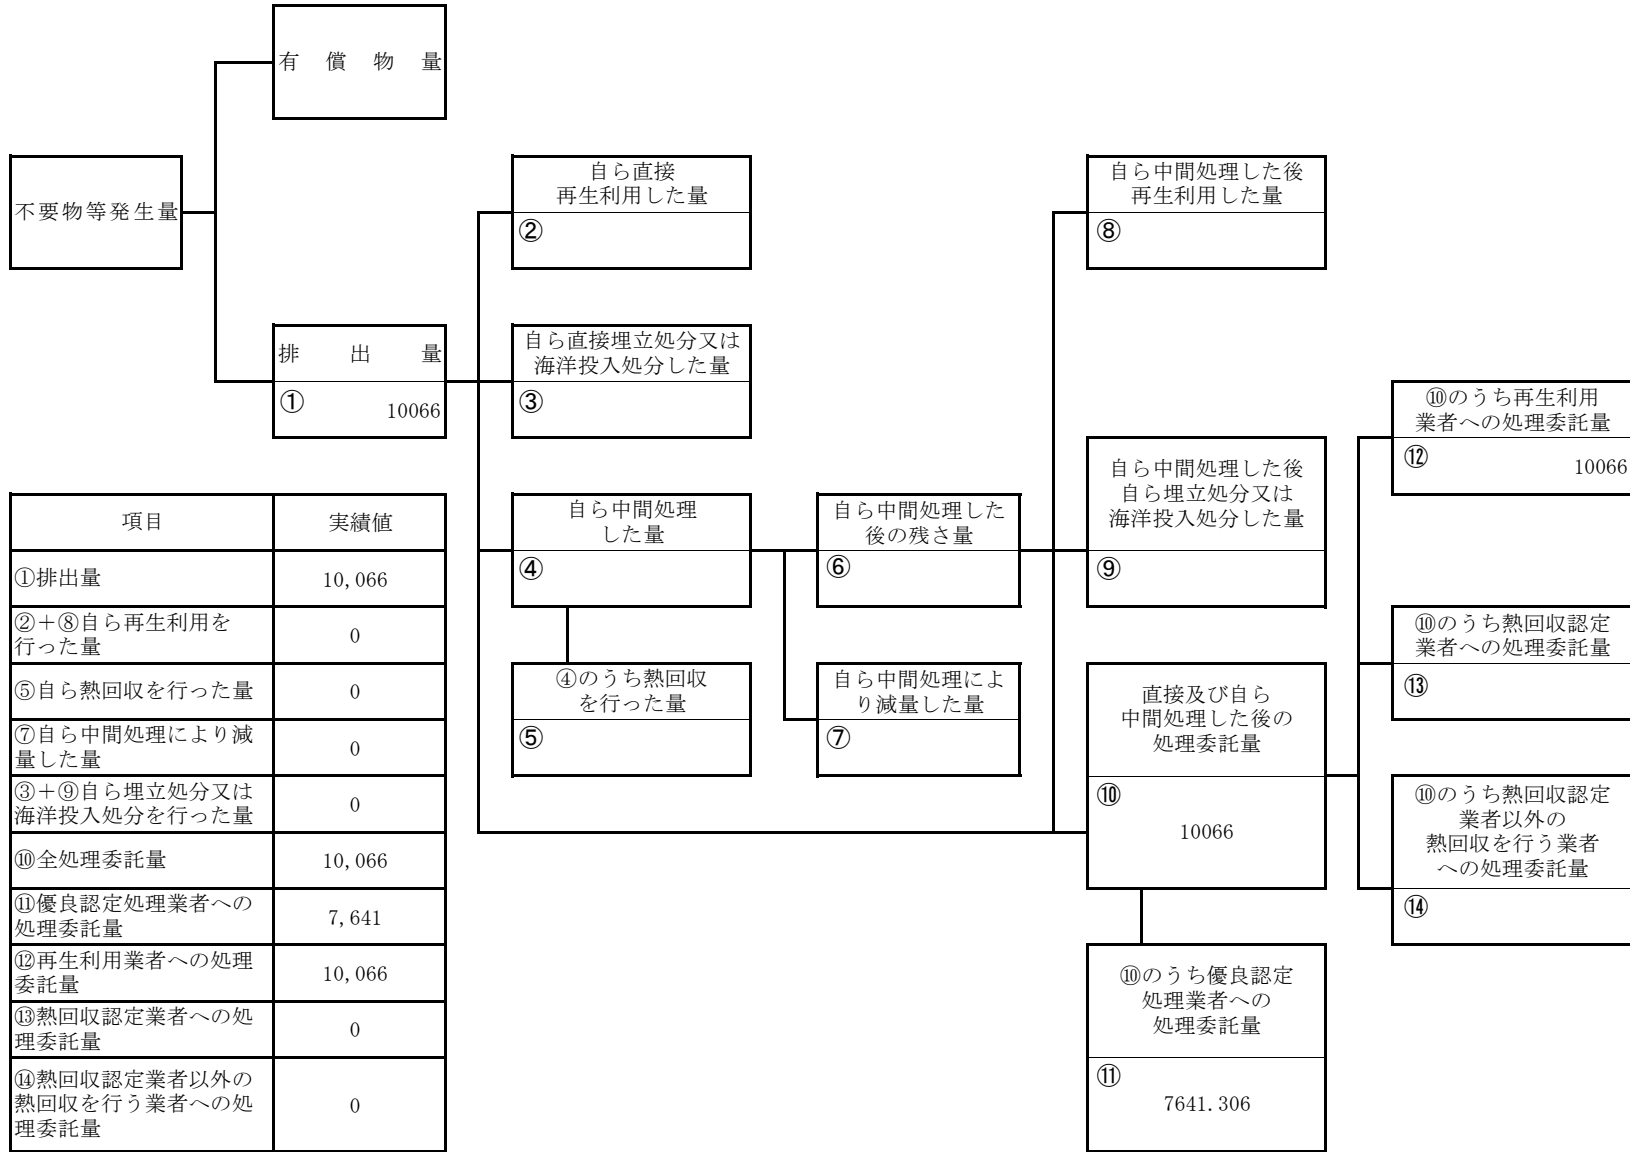 有償物量
不要物等発生量
排出量
①
10066
自ら直接
再生利用した量
②
自ら直接埋立処分又は
海洋投入処分した量
③
自ら中間処理
した量
④
④のうち熱回収
を行った量
⑤
自ら中間処理した
後の残さ量
⑥
自ら中間処理によ
り減量した量
⑦
自ら中間処理した後
再生利用した量
⑧
自ら中間処理した後
自ら埋立処分又は
海洋投入処分した量
⑨
直接及び自ら
中間処理した後の
処理委託量
⑩
10066
⑩のうち優良認定
処理業者への
処理委託量
⑪
7641.306
⑩のうち再生利用
業者への処理委託量
⑫
10066
⑩のうち熱回収認定
業者への処理委託量
⑬
⑩のうち熱回収認定
業者以外の
熱回収を行う業者
への処理委託量
⑭
項目 実績値
①排出量 10,066
②＋⑧自ら再生利用を
行った量 0
⑤自ら熱回収を行った量 0
⑦自ら中間処理により減
量した量 0
③＋⑨自ら埋立処分又は
海洋投入処分を行った量 0
⑩全処理委託量 10,066
⑪優良認定処理業者への
処理委託量 7,641
⑫再生利用業者への処理
委託量 10,066
⑬熱回収認定業者への処
理委託量 0
⑭熱回収認定業者以外の
熱回収を行う業者への処
理委託量 0